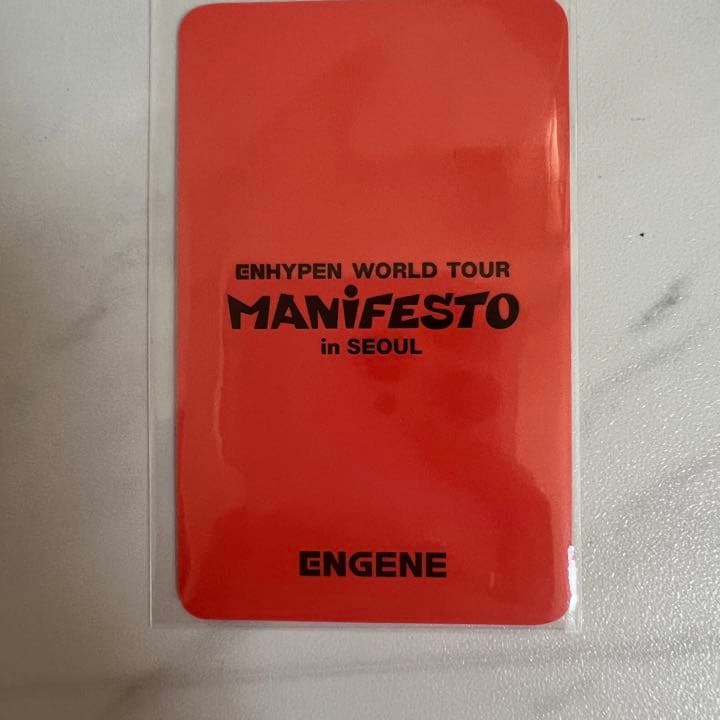 ENHYPEN WORLD TOUR
MANiFESTO
in SEOUL
ENGENE